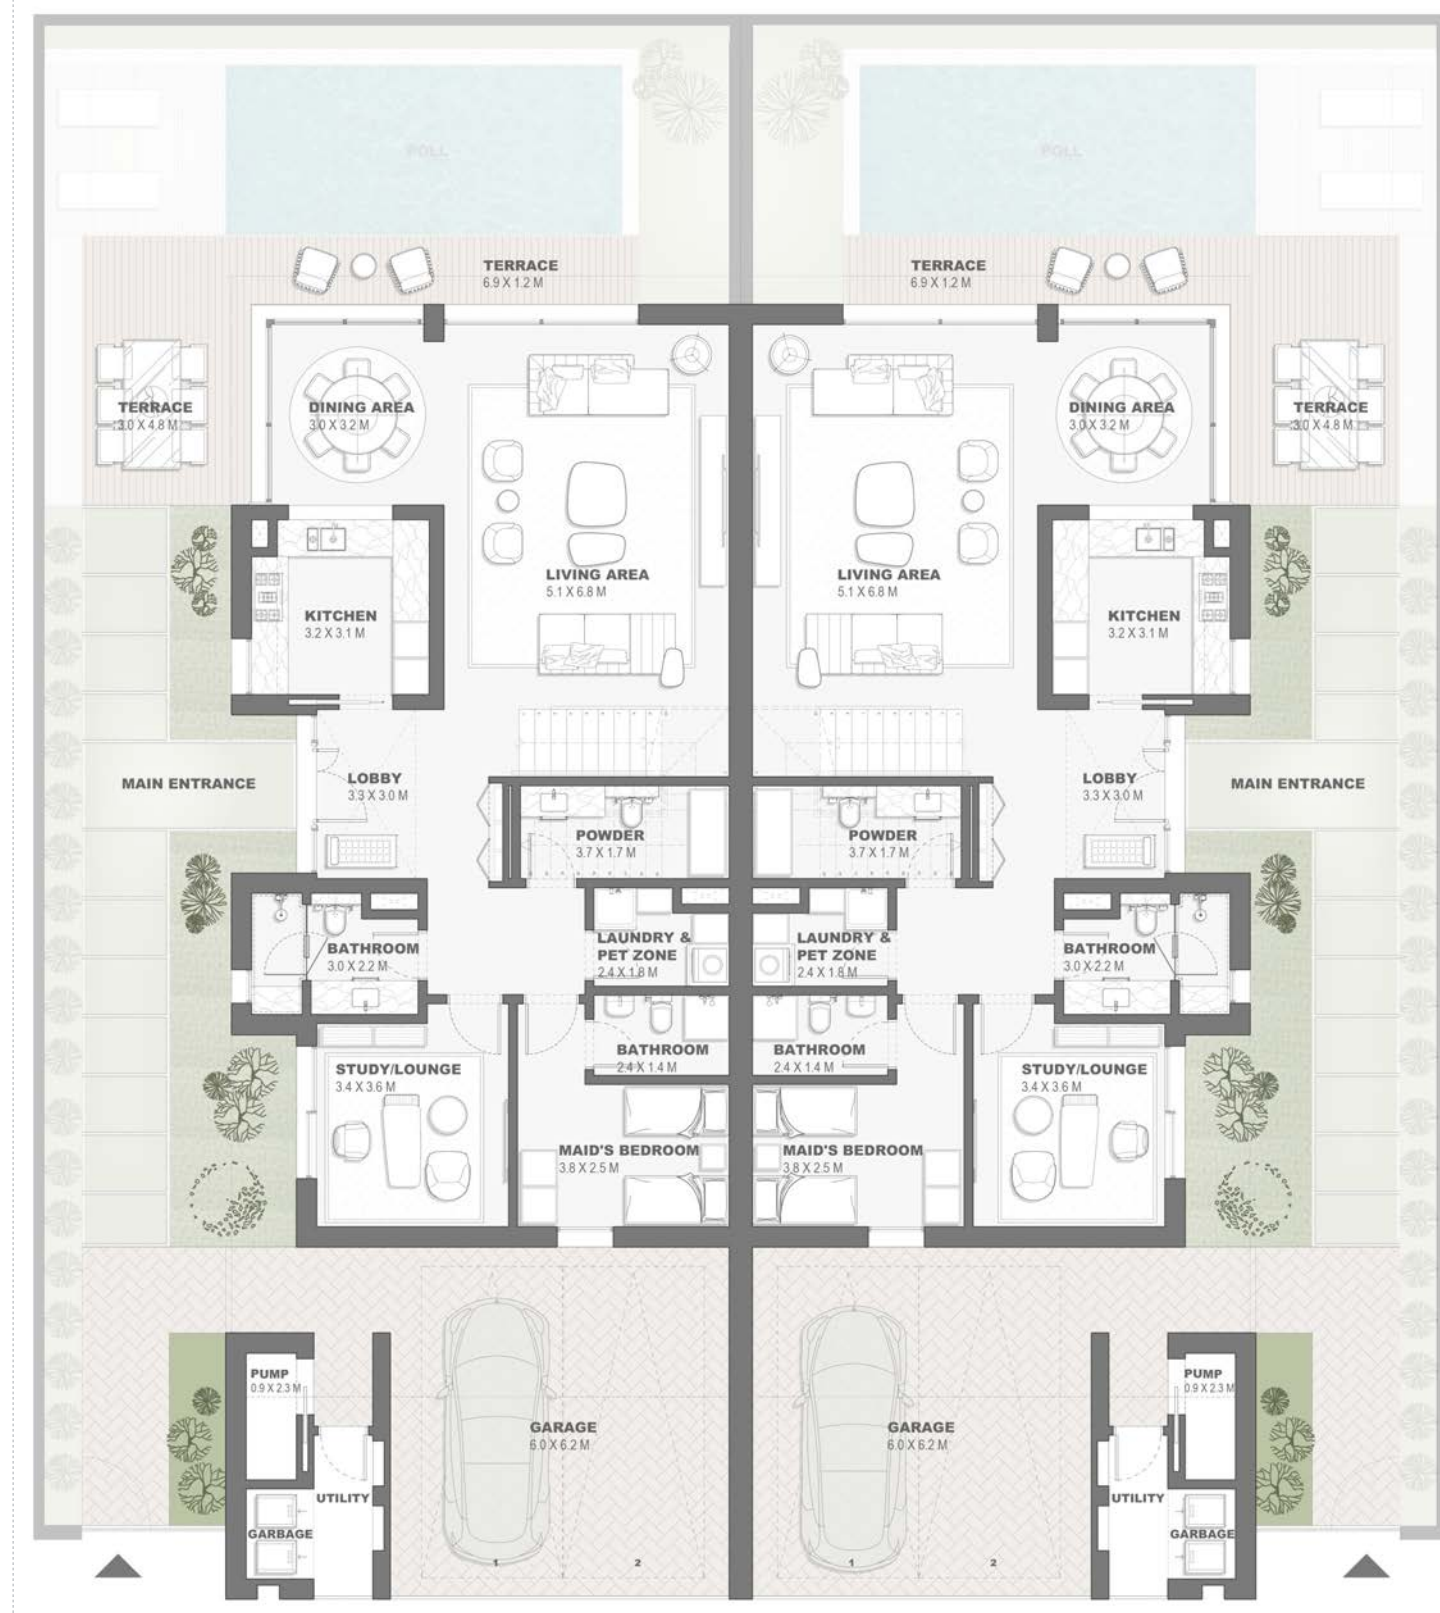 POLL
POLL
TERRACE
6.9 X 1.2 M
TERRACE
6.9 X 1.2 M
TERRACE
3.0 X 4.8 M
DINING AREA
3.0 X 3.2 M
DINING AREA
3.0 X 3.2 M
TERRACE
3.0 X 4.8 M
LIVING AREA
5.1 X 6.8 M
LIVING AREA
5.1 X 6.8 M
KITCHEN
3.2 X 3.1 M
KITCHEN
3.2 X 3.1 M
MAIN ENTRANCE
LOBBY
3.3 X 3.0 M
LOBBY
3.3 X 3.0 M
MAIN ENTRANCE
POWDER
3.7 X 1.7 M
POWDER
3.7 X 1.7 M
BATHROOM
3.0 X 2.2 M
LAUNDRY &
PET ZONE
2.4 X 1.8 M
LAUNDRY &
PET ZONE
2.4 X 1.8 M
BATHROOM
3.0 X 2.2 M
BATHROOM
2.4 X 1.4 M
BATHROOM
2.4 X 1.4 M
STUDY/LOUNGE
3.4 X 3.6 M
STUDY/LOUNGE
3.4 X 3.6 M
MAID'S BEDROOM
3.8 X 2.5 M
MAID'S BEDROOM
3.8 X 2.5 M
PUMP
0.9 X 2.3 M
PUMP
0.9 X 2.3 M
GARAGE
6.0 X 6.2 M
GARAGE
6.0 X 6.2 M
UTILITY
UTILITY
GARBAGE
GARBAGE
1
2
1
2